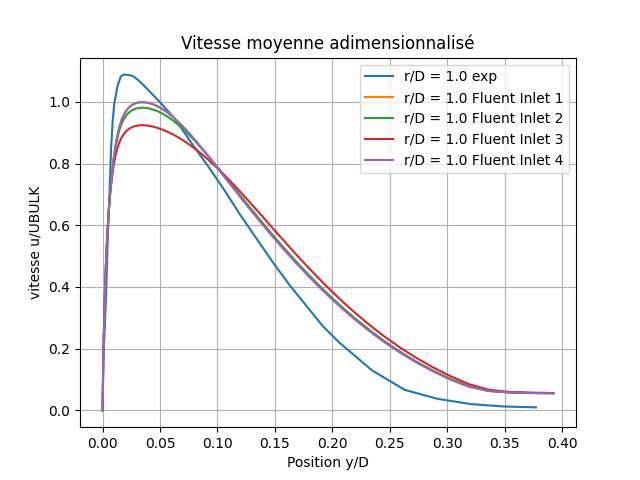 Vitesse moyenne adimensionnalisé
r/D = 1.0 exp
r/D = 1.0 Fluent Inlet 1
r/D = 1.0 Fluent Inlet 2
r/D = 1.0 Fluent Inlet 3
r/D = 1.0 Fluent Inlet 4
vitesse u/UBULK
1.0
0.8
0.6
0.4
0.2
0.0
0.00 0.05 0.10 0.15 0.20 0.25 0.30 0.35 0.40
Position y/D